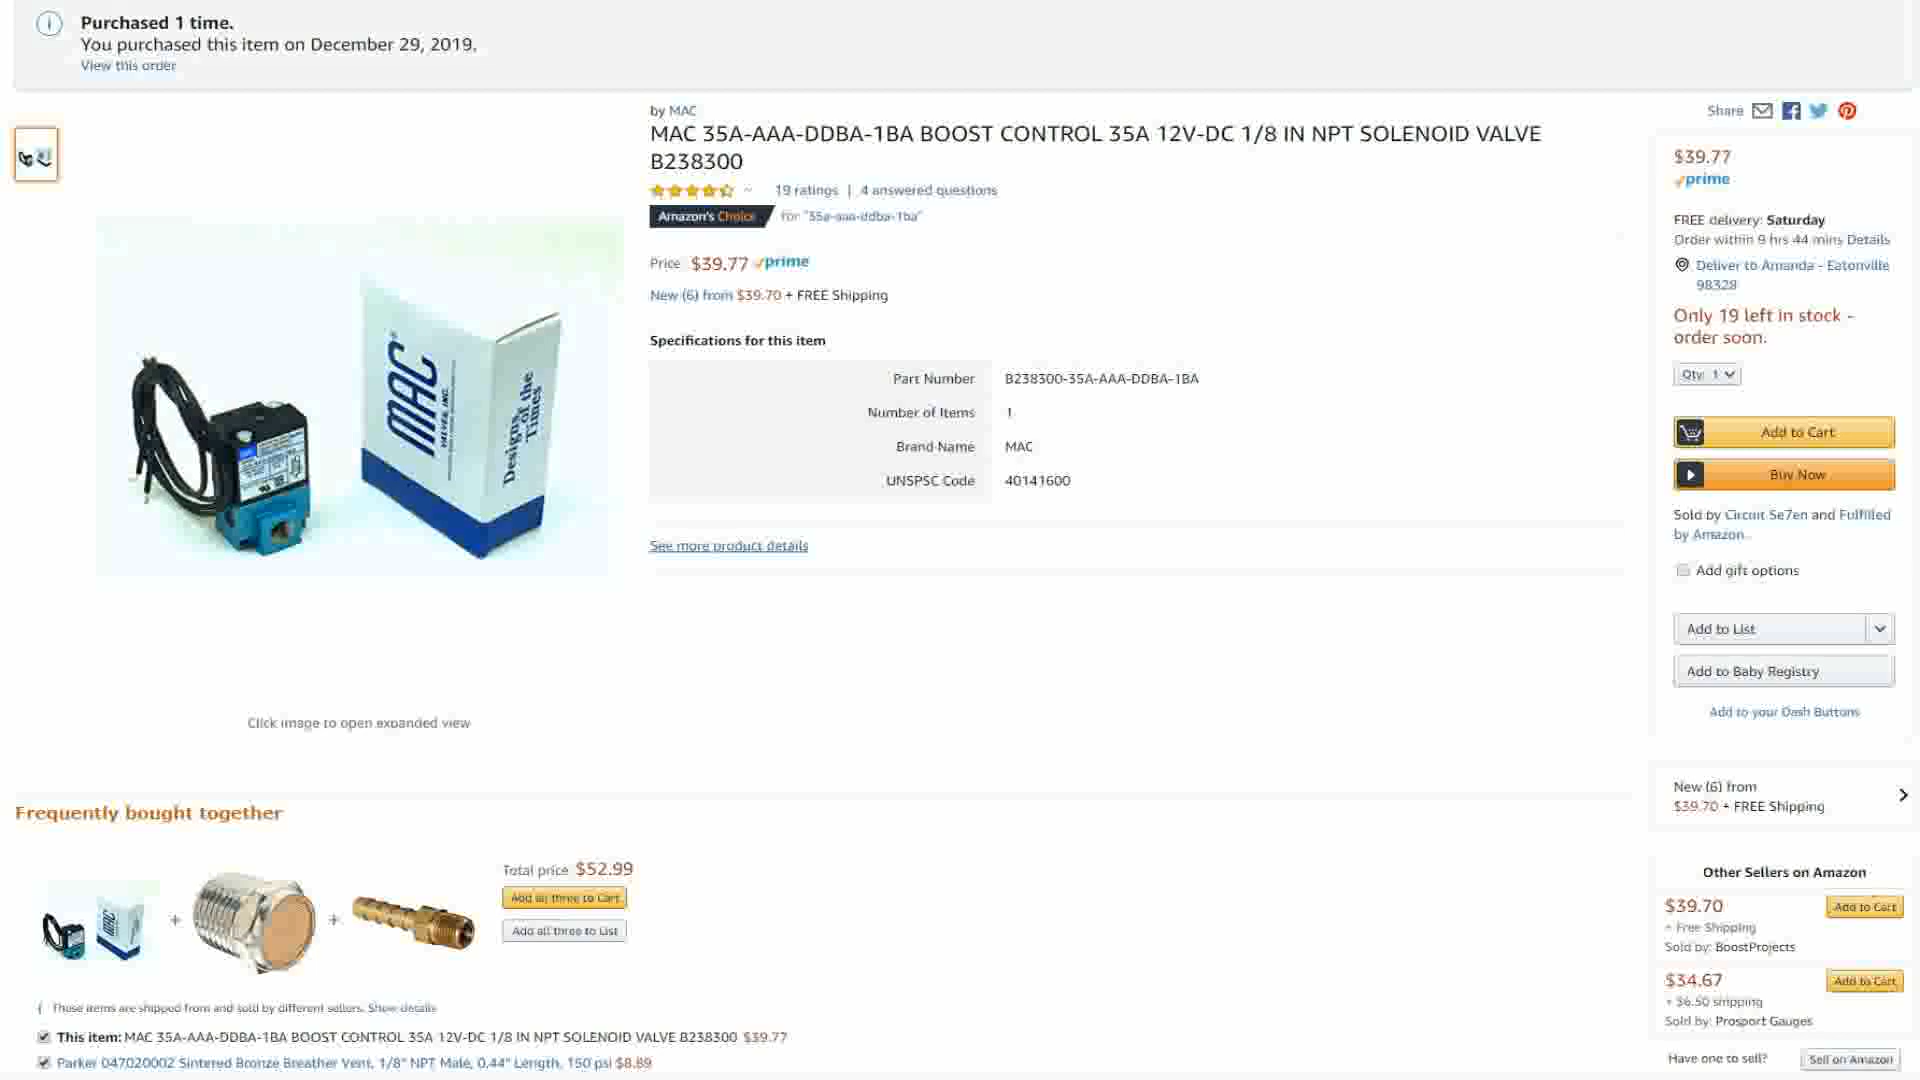 Purchased 1 time.
You purchased this item on December 29, 2019.
View this order
by MAC
MAC 35A-AAA-DDBA-1BA BOOST CONTROL 35A 12V-DC 1/8 IN NPT SOLENOID VALVE
B238300
19 ratings | 4 answered questions
Amazon's Choice for "35a-aaa-ddba-1ba"
Price: $39.77 prime
New (6) from $39.70 + FREE Shipping
Specifications for this item
Part Number B238300-35A-AAA-DDBA-1BA
Number of Items 1
Brand Name MAC
UNSPSC Code 40141600
See more product details
MAC
VALVES, INC.
Designs
of the
Times
Click image to open expanded view
Share
$39.77
prime
FREE delivery: Saturday
Order within 9 hrs 44 mins Details
Deliver to Amanda - Eatonville
98328
Only 19 left in stock -
order soon.
Qty: 1
Add to Cart
Buy Now
Sold by Circuit Se7en and Fulfilled
by Amazon.
Add gift options
Add to List
Add to Baby Registry
Add to your Dash Buttons
New (6) from
$39.70 + FREE Shipping
Other Sellers on Amazon
$39.70
Add to Cart
+ Free Shipping
Sold by: BoostProjects
$34.67
Add to Cart
+ $6.50 shipping
Sold by: Prosport Gauges
Have one to sell?
Sell on Amazon
Frequently bought together
MAC
+
+
Total price: $52.99
Add all three to Cart
Add all three to List
These items are shipped from and sold by different sellers. Show details
This item: MAC 35A-AAA-DDBA-1BA BOOST CONTROL 35A 12V-DC 1/8 IN NPT SOLENOID VALVE B238300 $39.77
Parker 047020002 Sintered Bronze Breather Vent, 1/8" NPT Male, 0.44" Length, 150 psi $8.89